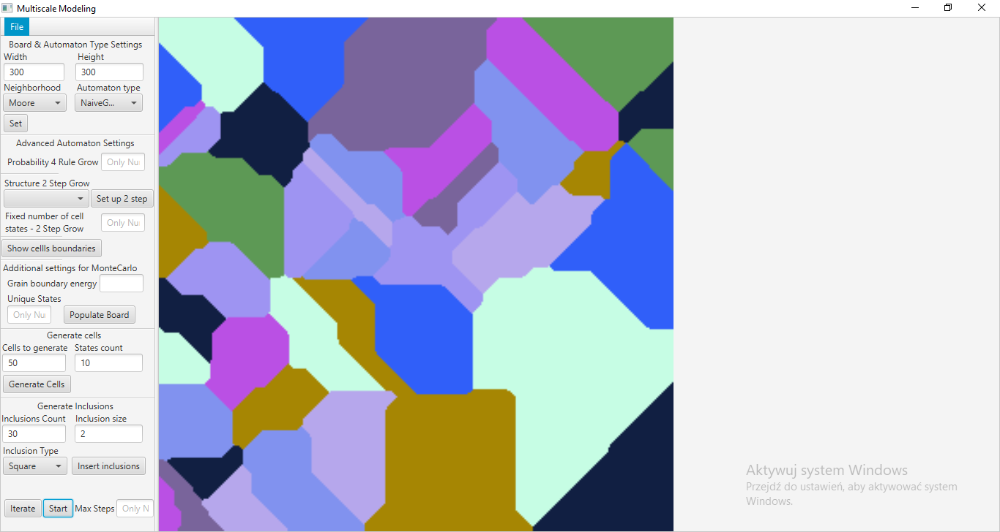 Multiscale Modeling
File
Board & Automaton Type Settings
Width Height
300 300
Neighborhood Automaton type
Moore NaiveG...
Set
Advanced Automaton Settings
Probability 4 Rule Grow Only Nu
Structure 2 Step Grow
Set up 2 step
Fixed number of cell
states - 2 Step Grow Only Nu
Show cellls boundaries
Additional settings for MonteCarlo
Grain boundary energy
Unique States
Only Nu Populate Board
Generate cells
Cells to generate States count
50 10
Generate Cells
Generate Inclusions
Inclusions Count Inclusion size
30 2
Inclusion Type
Square Insert inclusions
Iterate Start Max Steps Only N
Aktywuj system Windows
Przejdź do ustawień, aby aktywować system
Windows.